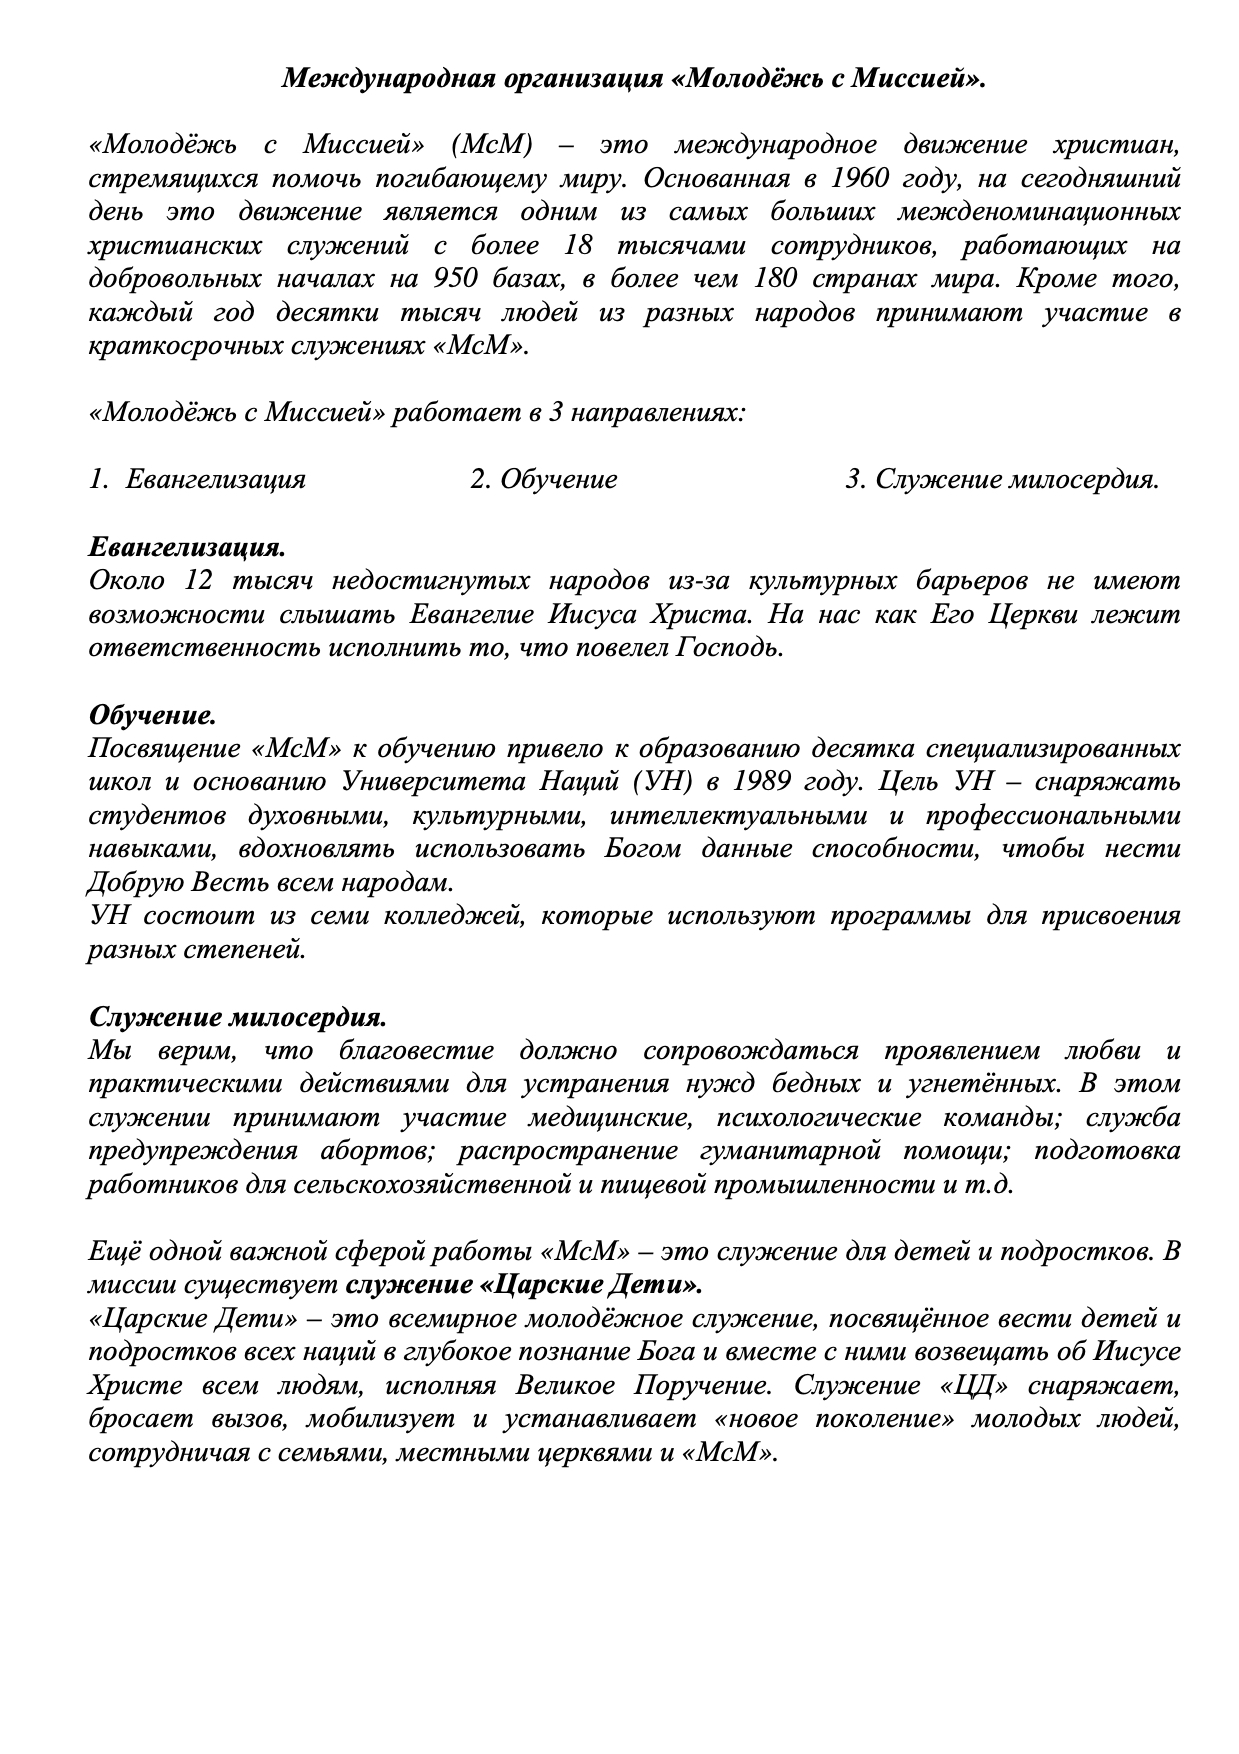 Международная организация «Молодёжь с Миссией».
«Молодёжь с Миссией» (МсМ) – это международное движение христиан,
стремящихся помочь погибающему миру. Основанная в 1960 году, на сегодняшний
день это движение является одним из самых больших межденоминационных
христианских служений с более 18 тысячами сотрудников, работающих на
добровольных началах на 950 базах, в более чем 180 странах мира. Кроме того,
каждый год десятки тысяч людей из разных народов принимают участие в
краткосрочных служениях «МсМ».
«Молодёжь с Миссией» работает в 3 направлениях:
1. Евангелизация 2. Обучение 3. Служение милосердия.
Евангелизация.
Около 12 тысяч недостигнутых народов из-за культурных барьеров не имеют
возможности слышать Евангелие Иисуса Христа. На нас как Его Церкви лежит
ответственность исполнить то, что повелел Господь.
Обучение.
Посвящение «МсМ» к обучению привело к образованию десятка специализированных
школ и основанию Университета Наций (УН) в 1989 году. Цель УН – снаряжать
студентов духовными, культурными, интеллектуальными и профессиональными
навыками, вдохновлять использовать Богом данные способности, чтобы нести
Добрую Весть всем народам.
УН состоит из семи колледжей, которые используют программы для присвоения
разных степеней.
Служение милосердия.
Мы верим, что благовестие должно сопровождаться проявлением любви и
практическими действиями для устранения нужд бедных и угнетённых. В этом
служении принимают участие медицинские, психологические команды; служба
предупреждения абортов; распространение гуманитарной помощи; подготовка
работников для сельскохозяйственной и пищевой промышленности и т.д.
Ещё одной важной сферой работы «МсМ» – это служение для детей и подростков. В
миссии существует служение «Царские Дети».
«Царские Дети» – это всемирное молодёжное служение, посвящённое вести детей и
подростков всех наций в глубокое познание Бога и вместе с ними возвещать об Иисусе
Христе всем людям, исполняя Великое Поручение. Служение «ЦД» снаряжает,
бросает вызов, мобилизует и устанавливает «новое поколение» молодых людей,
сотрудничая с семьями, местными церквями и «МсМ».